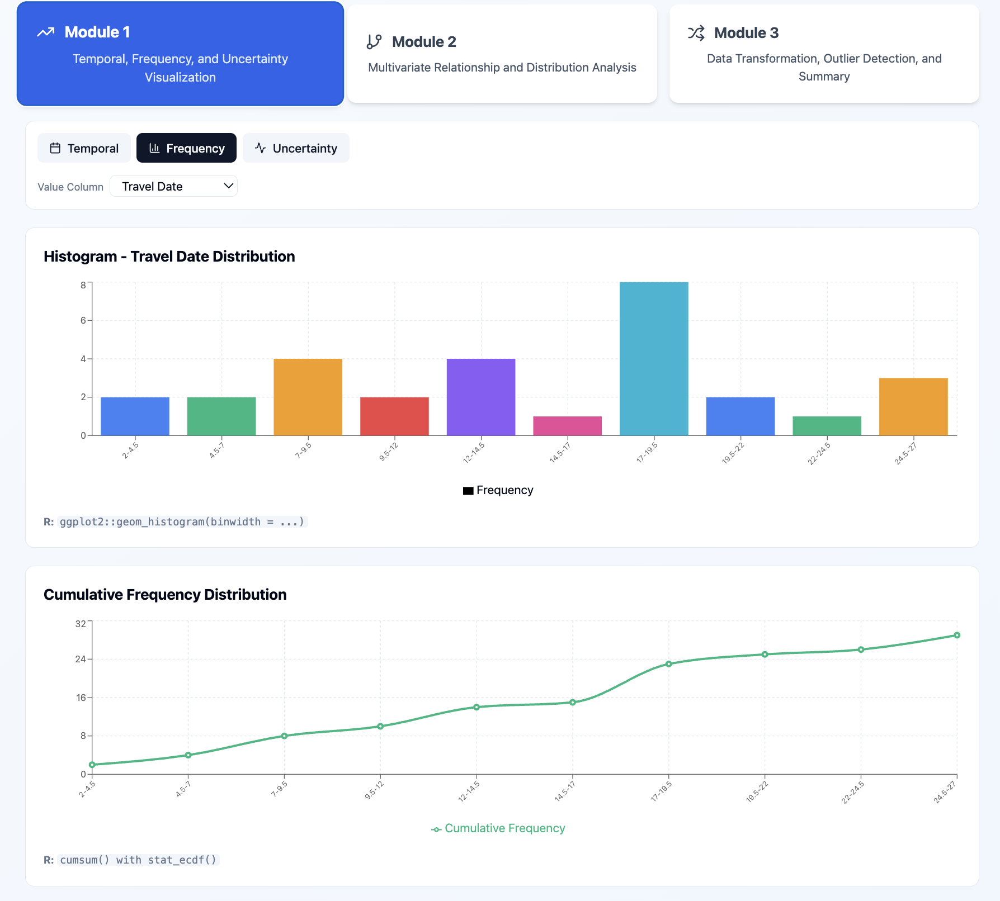 Module 1
Temporal, Frequency, and Uncertainty
Visualization
Module 2
Multivariate Relationship and Distribution Analysis
Module 3
Data Transformation, Outlier Detection, and
Summary
Temporal
Frequency
Uncertainty
Value Column
Travel Date
Histogram - Travel Date Distribution
8
6
4
2
0
2-4.5
4.5-7
7-9.5
9.5-12
12-14.5
14.5-17
17-19.5
19.5-22
22-24.5
24.5-27
Frequency
R: ggplot2::geom_histogram(binwidth = ...)
Cumulative Frequency Distribution
32
24
16
8
0
2-4.5
4.5-7
7-9.5
9.5-12
12-14.5
14.5-17
17-19.5
19.5-22
22-24.5
24.5-27
Cumulative Frequency
R: cumsum() with stat_ecdf()